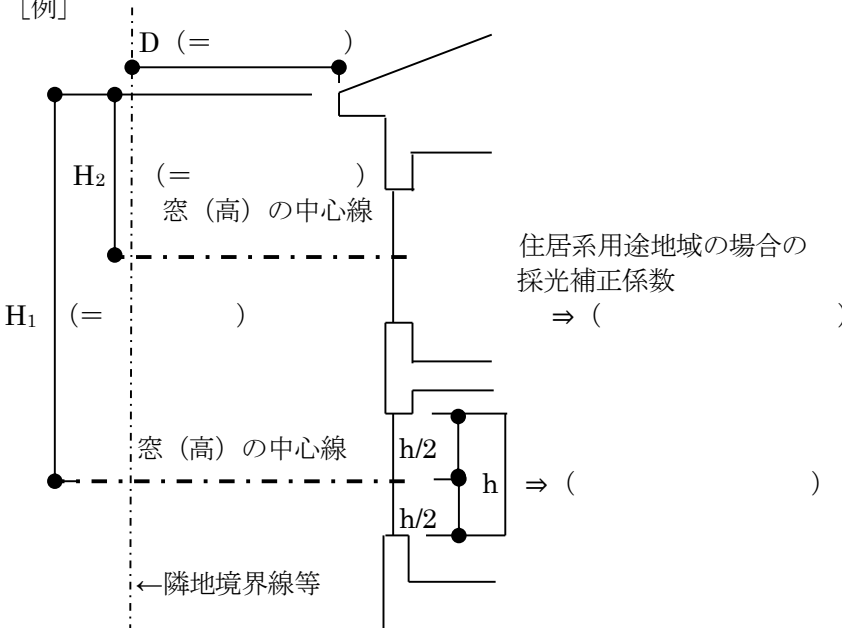 ［例］
D（=　　　　　）
H₂　（=　　　　　　）
窓（高）の中心線
住居系用途地域の場合の
採光補正係数
H₁　（=　　　　　）　⇒（　　　　　　　　）
窓（高）の中心線
h/2
h　⇒（　　　　　　　　）
h/2
←隣地境界線等